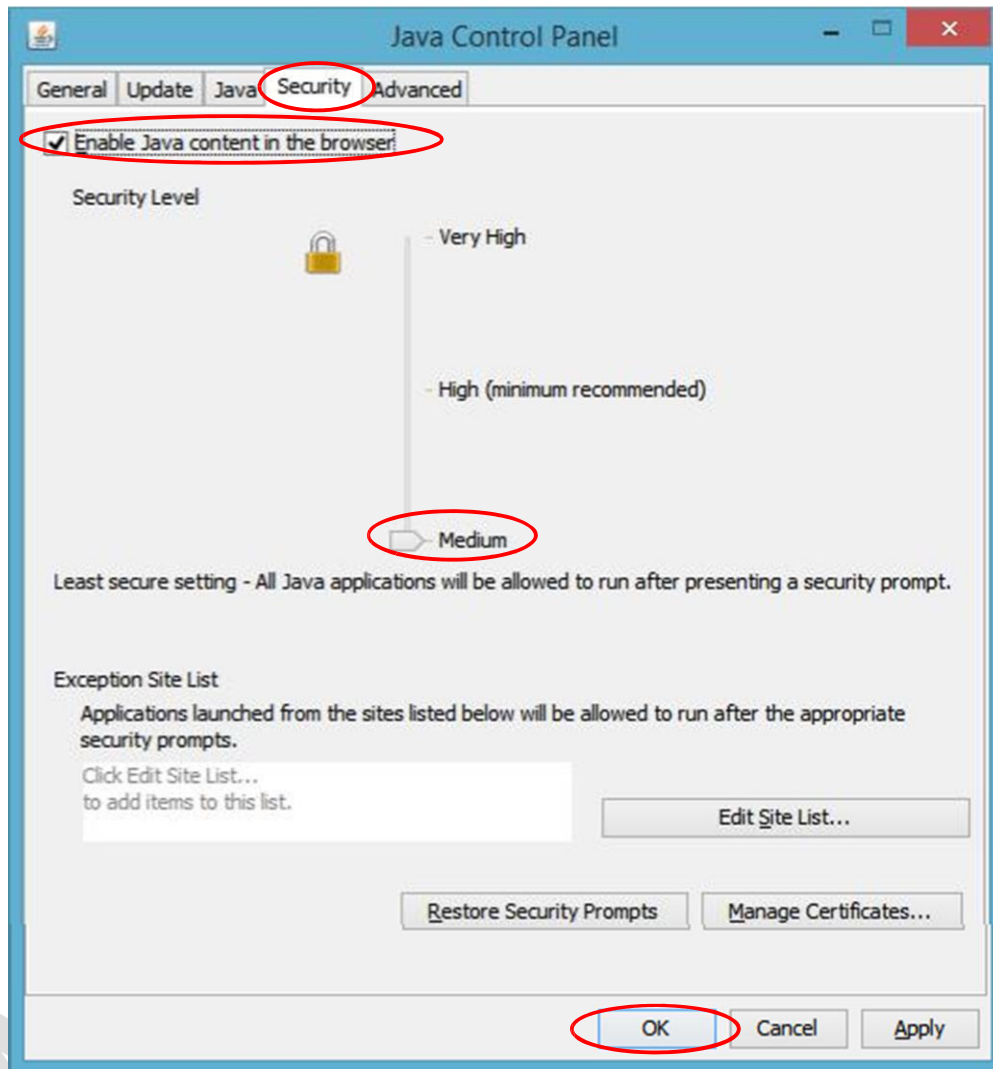 Java Control Panel
General Update Java Security Advanced
Enable Java content in the browser
Security Level
Very High
High (minimum recommended)
Medium
Least secure setting - All Java applications will be allowed to run after presenting a security prompt.
Exception Site List
Applications launched from the sites listed below will be allowed to run after the appropriate
security prompts.
Click Edit Site List...
to add items to this list.
Edit Site List...
Restore Security Prompts Manage Certificates...
OK Cancel Apply